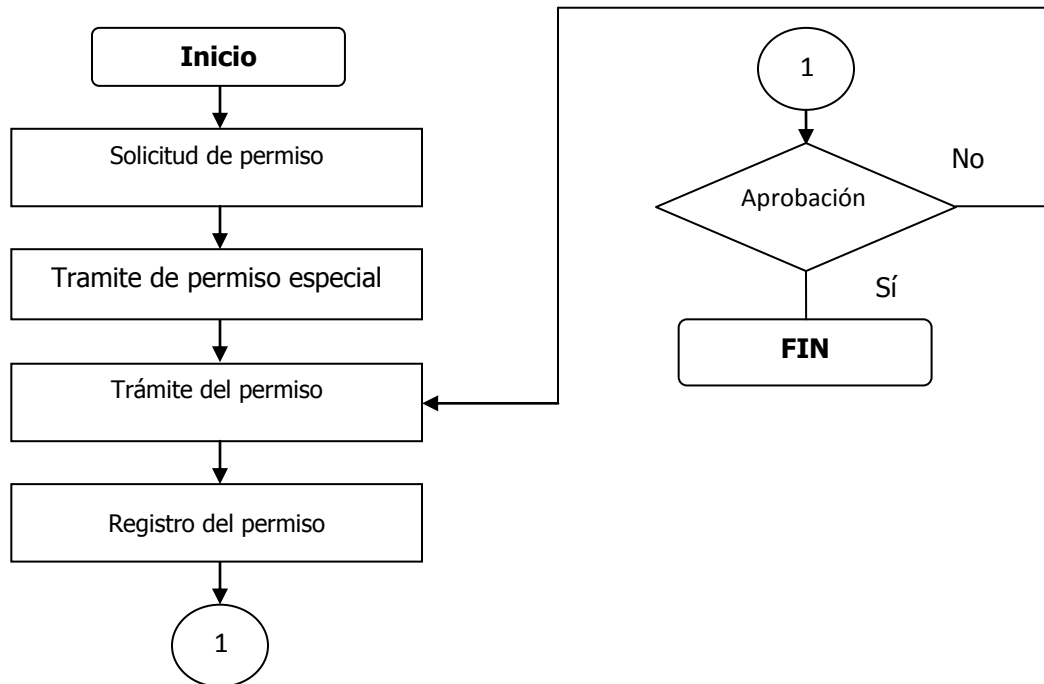 Inicio
Solicitud de permiso
Tramite de permiso especial
Trámite del permiso
Registro del permiso
1
1
Aprobación
No
Sí
FIN